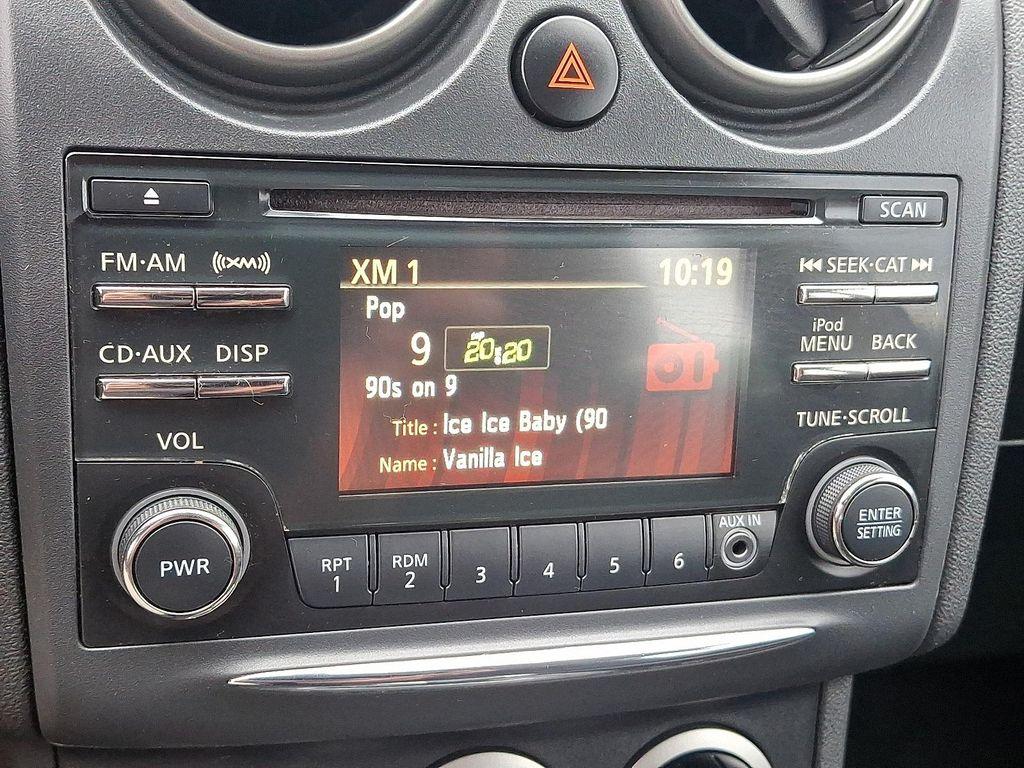 SCAN
FM·AM
((XM))
SEEK·CAT
XM 1
10:19
Pop
iPod
MENU
BACK
CD·AUX
DISP
9
20 20
90s on 9
TUNE·SCROLL
Title : Ice Ice Baby (90
VOL
Name : Vanilla Ice
ENTER
SETTING
PWR
RPT
1
RDM
2
3
4
5
6
AUX IN